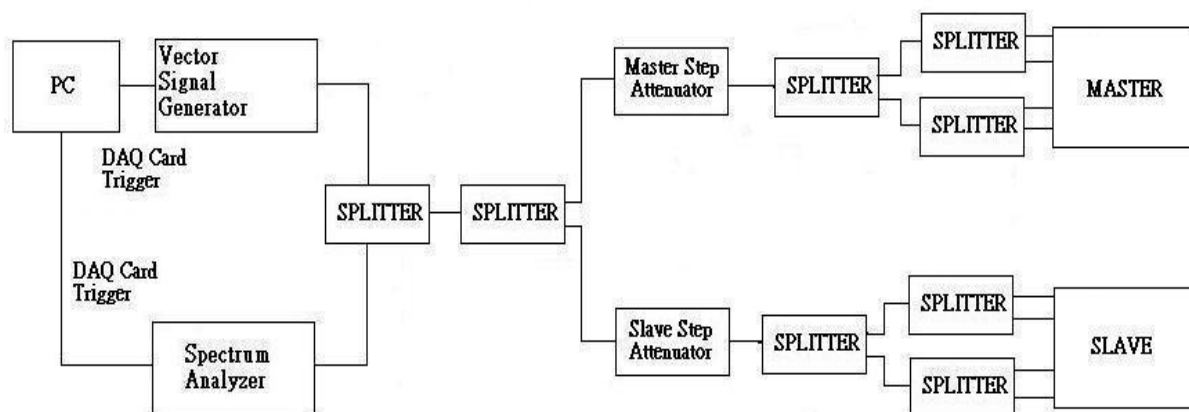 PC
Vector
Signal
Generator
DAQ Card
Trigger
DAQ Card
Trigger
Spectrum
Analyzer
SPLITTER
SPLITTER
Master Step
Attenuator
SPLITTER
SPLITTER
SPLITTER
MASTER
Slave Step
Attenuator
SPLITTER
SPLITTER
SPLITTER
SLAVE